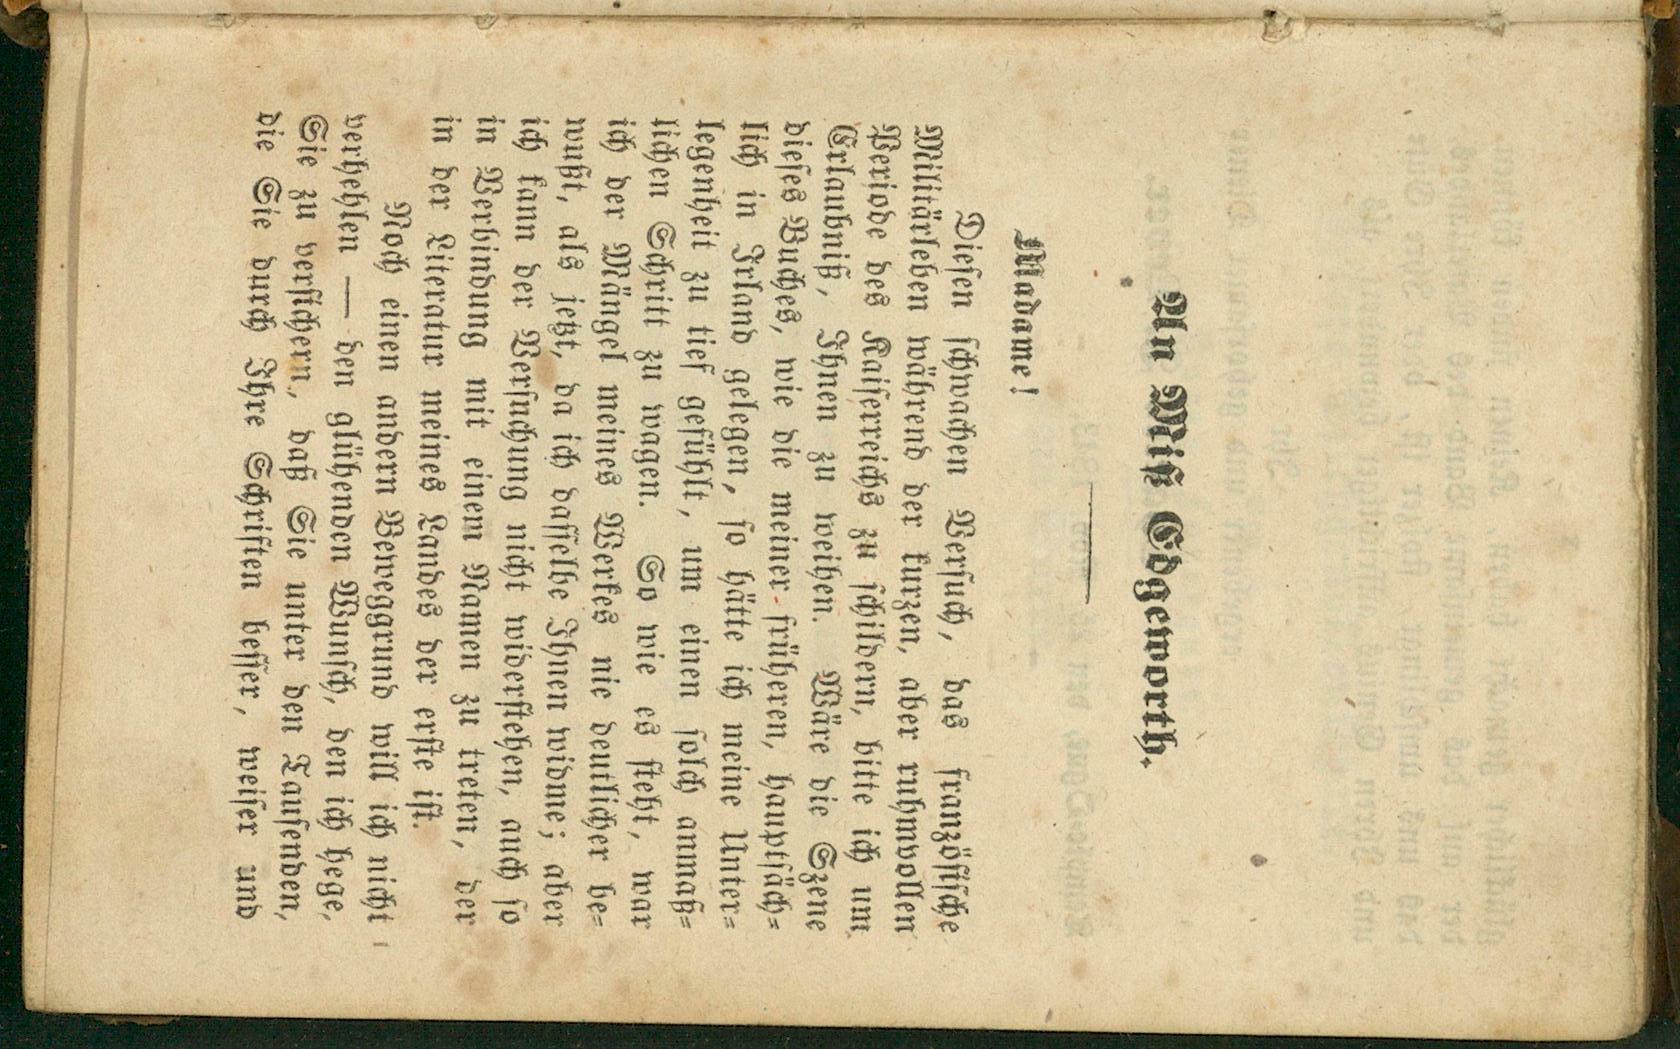 An Miß Edgeworth.
Madame!
Diesen schwachen Versuch, das französische
Militärleben während der kurzen, aber ruhmvollen
Periode des Kaiserreichs zu schildern, bitte ich um
Erlaubniß, Ihnen zu weihen. Wäre die Szene
dieses Buches, wie die meiner früheren, hauptsäch-
lich in Irland gelegen, so hätte ich meine Unter-
legenheit zu tief gefühlt, um einen solch anmaß-
lichen Schritt zu wagen. So wie es steht, war
ich der Mängel meines Werkes nie deutlicher be-
wußt, als jetzt, da ich dasselbe Ihnen widme; aber
ich kann der Versuchung nicht widerstehen, auch so
in Verbindung mit einem Namen zu treten, der
in der Literatur meines Landes der erste ist.
Noch einen andern Beweggrund will ich nicht
verhehlen — den glühenden Wunsch, den ich hege,
Sie zu versichern, daß Sie unter den Tausenden,
die Sie durch Ihre Schriften besser, weiser und